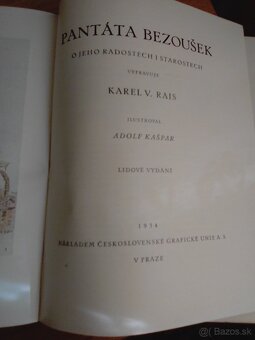 PANTÁTA BEZOUŠEK
O JEHO RADOSTECH I STAROSTECH
VYPRAVUJE
KAREL V. RAIS
ILUSTROVAL
ADOLF KAŠPAR
LIDOVÉ VYDÁNÍ
1934
NÁKLADEM ČESKOSLOVENSKÉ GRAFICKÉ UNIE A. S.
V PRAZE
bazos.sk